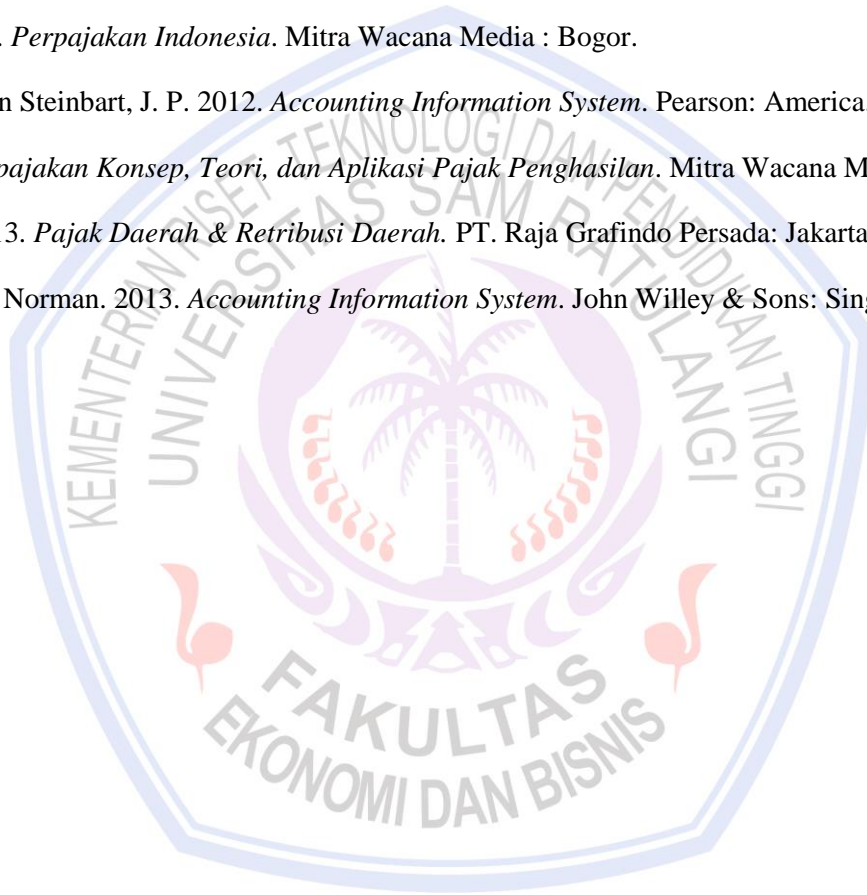 . Perpajakan Indonesia. Mitra Wacana Media : Bogor.
n Steinbart, J. P. 2012. Accounting Information System. Pearson: America.
pajakan Konsep, Teori, dan Aplikasi Pajak Penghasilan. Mitra Wacana M
13. Pajak Daerah & Retribusi Daerah. PT. Raja Grafindo Persada: Jakarta
Norman. 2013. Accounting Information System. John Willey & Sons: Sing
KEMENTERIAN RISET TEKNOLOGI DAN PENDIDIKAN TINGGI
UNIVERSITAS SAM RATULANGI
FAKULTAS
EKONOMI DAN BISNIS